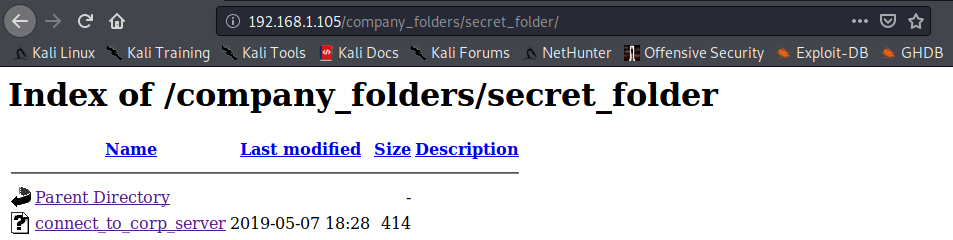 192.168.1.105/company_folders/secret_folder/
Kali Linux Kali Training Kali Tools Kali Docs Kali Forums NetHunter Offensive Security Exploit-DB GHDB
Index of /company_folders/secret_folder
Name Last modified Size Description
Parent Directory -
connect_to_corp_server 2019-05-07 18:28 414